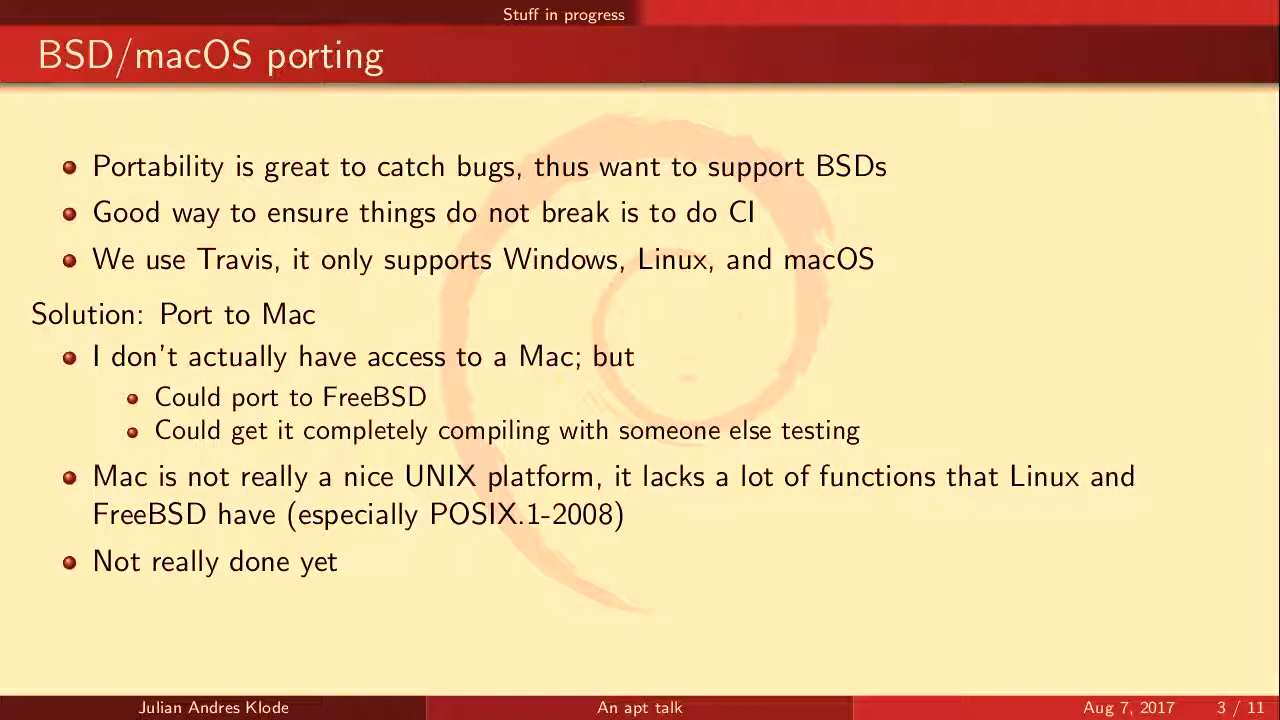 Stuff in progress
BSD/macOS porting
Portability is great to catch bugs, thus want to support BSDs
Good way to ensure things do not break is to do CI
We use Travis, it only supports Windows, Linux, and macOS
Solution: Port to Mac
I don't actually have access to a Mac; but
Could port to FreeBSD
Could get it completely compiling with someone else testing
Mac is not really a nice UNIX platform, it lacks a lot of functions that Linux and
FreeBSD have (especially POSIX.1-2008)
Not really done yet
Julian Andres Klode An apt talk Aug 7, 2017 3 / 11